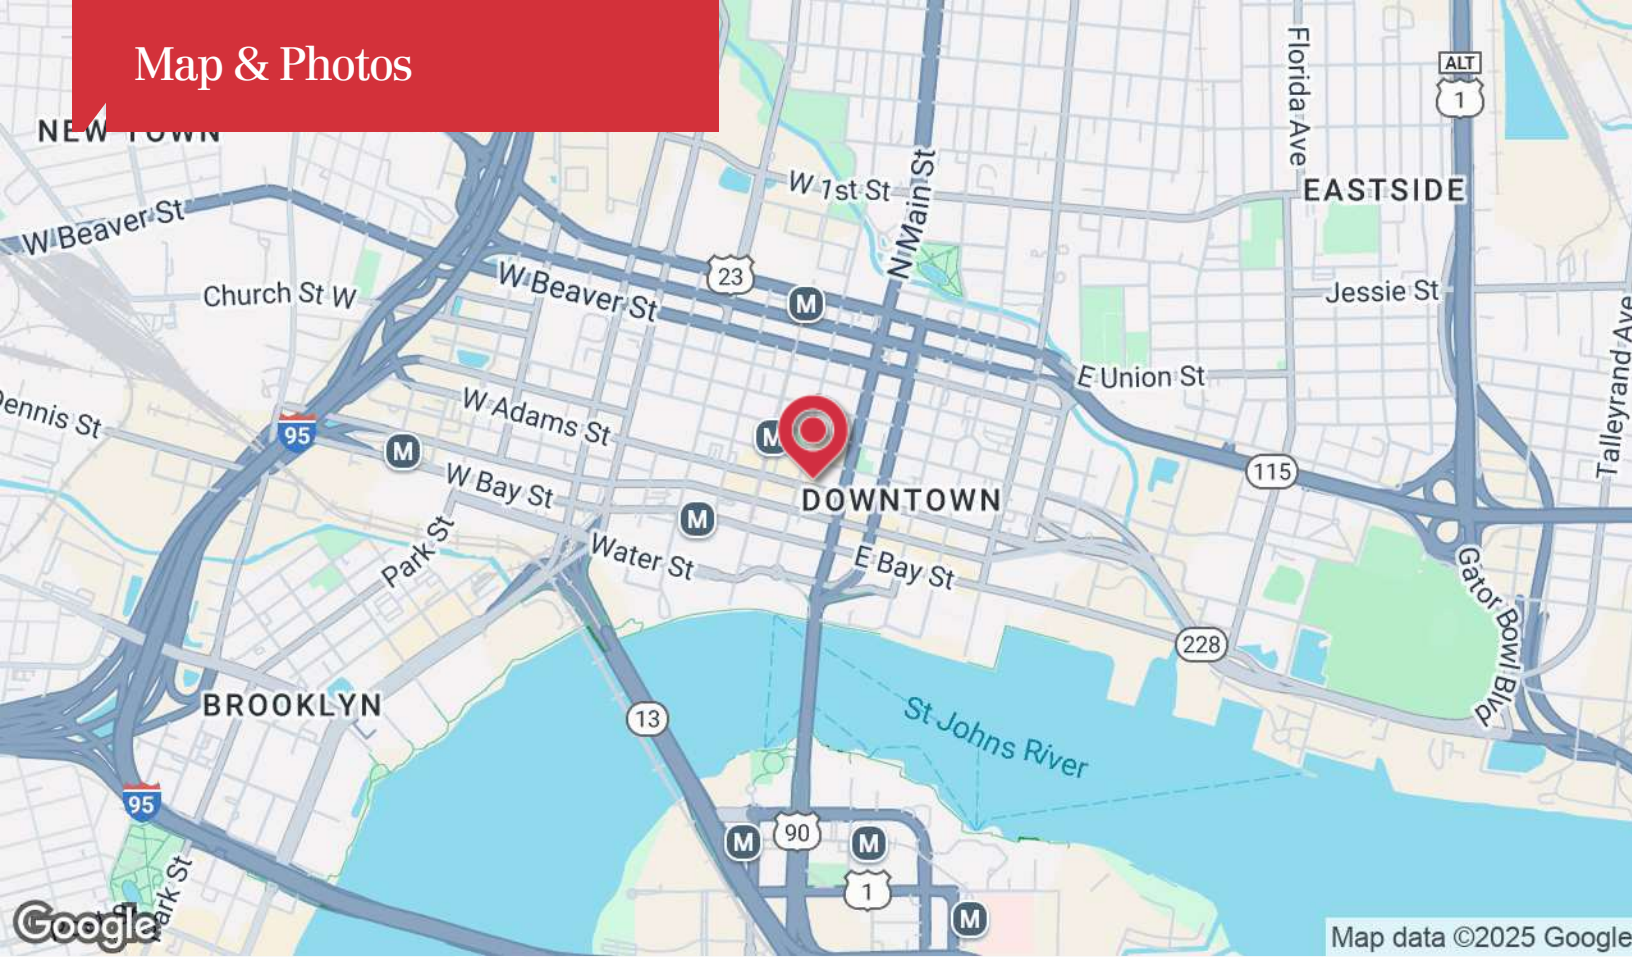 Map & Photos
NEW TOWN
Florida Ave
ALT
1
W 1st St
N Main St
EASTSIDE
W Beaver St
23
Church St W
W Beaver St
M
Jessie St
Talleyrand Ave
E Union St
Dennis St
W Adams St
95
M
M
115
W Bay St
DOWNTOWN
M
Park St
Water St
E Bay St
Gator Bowl Blvd
228
BROOKLYN
13
St Johns River
95
M
90
M
1
Park St
M
Google
Map data ©2025 Google